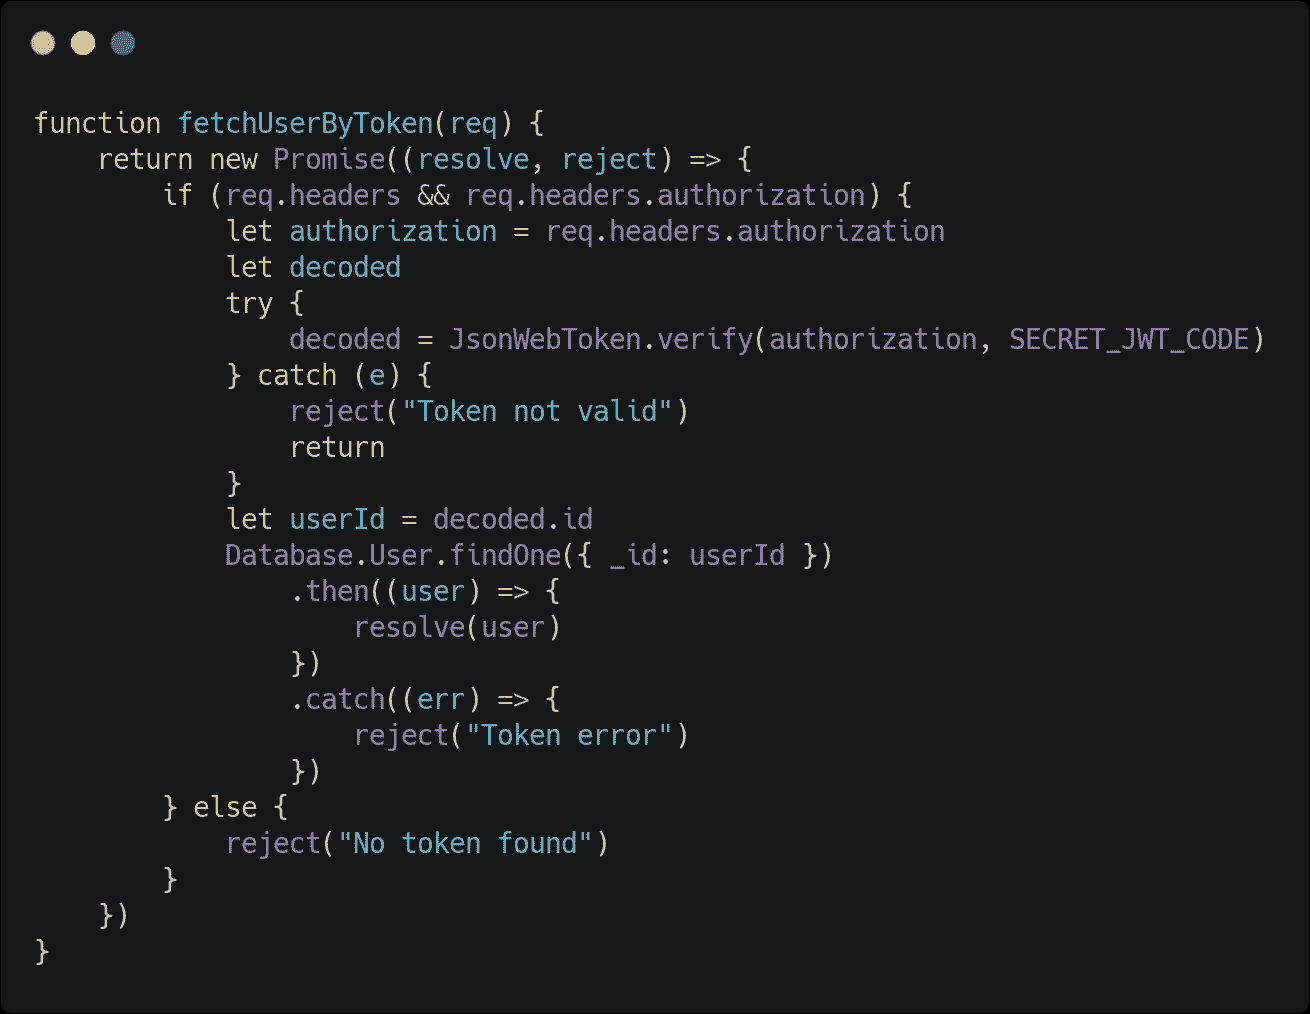 function fetchUserByToken(req) {
    return new Promise((resolve, reject) => {
        if (req.headers && req.headers.authorization) {
            let authorization = req.headers.authorization
            let decoded
            try {
                decoded = JsonWebToken.verify(authorization, SECRET_JWT_CODE)
            } catch (e) {
                reject("Token not valid")
                return
            }
            let userId = decoded.id
            Database.User.findOne({ _id: userId })
                .then((user) => {
                    resolve(user)
                })
                .catch((err) => {
                    reject("Token error")
                })
        } else {
            reject("No token found")
        }
    })
}